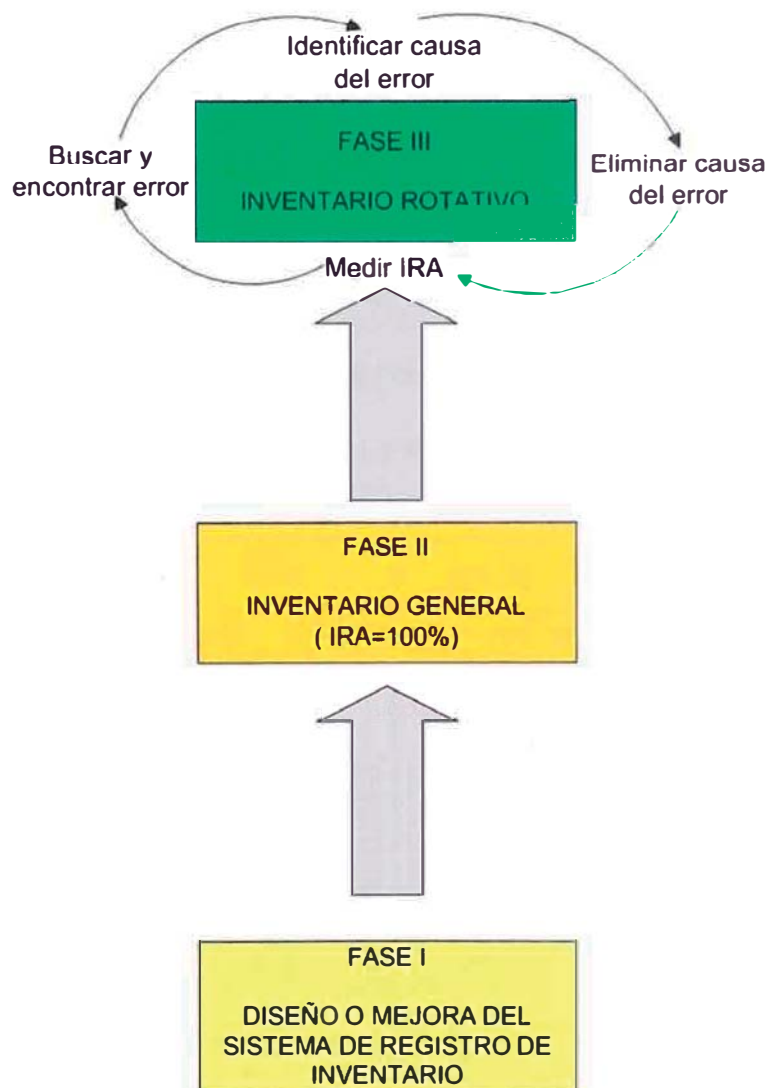 Identificar causa
del error
FASE III
INVENTARIO ROTATIVO
Buscar y
encontrar error
Eliminar causa
del error
Medir IRA
FASE II
INVENTARIO GENERAL
( IRA=100%)
FASE I
DISEÑO O MEJORA DEL
SISTEMA DE REGISTRO DE
INVENTARIO